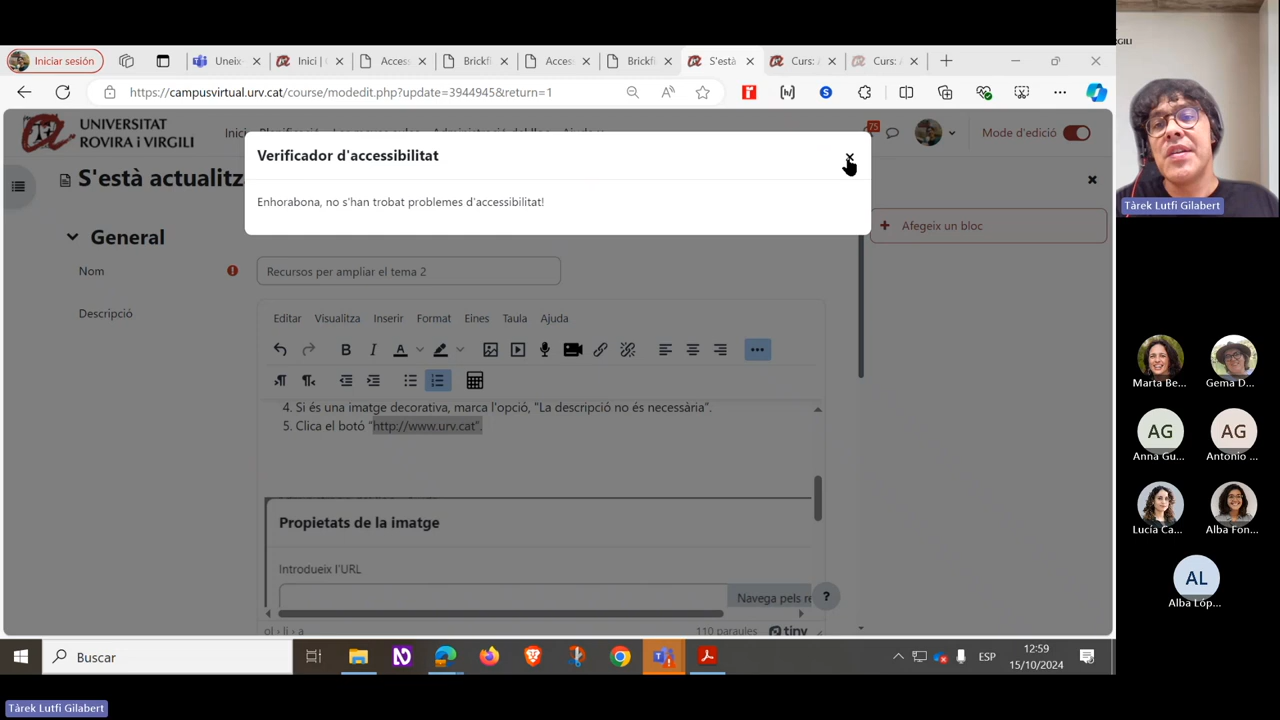 Iniciar sesión
Uneix
Inici |
Access
Brickfi
Acces
Brickfi
S'està
Curs: A
Curs: A
https://campusvirtual.urv.cat/course/modedit.php?update=3944945&return=1
UNIVERSITAT
ROVIRA i VIRGILI
75
Mode d'edició
Verificador d'accessibilitat
Enhorabona, no s'han trobat problemes d'accessibilitat!
S'està actualitz
Afegeix un bloc
General
Nom
Recursos per ampliar el tema 2
Descripció
Editar Visualitza Inserir Format Eines Taula Ajuda
4. Si és una imatge decorativa, marca l'opció, "La descripció no és necessària".
5. Clica el botó "http://www.urv.cat".
Propietats de la imatge
Introdueix l'URL
Navega pels re
?
ol › li › a
110 paraules
tiny
Buscar
ESP
12:59
15/10/2024
Tàrek Lutfi Gilabert
Marta Be...
Gema D...
AG
AG
Anna Gu...
Antonio ...
Lucía Ca...
Alba Fon...
AL
Alba Lóp...
Tàrek Lutfi Gilabert